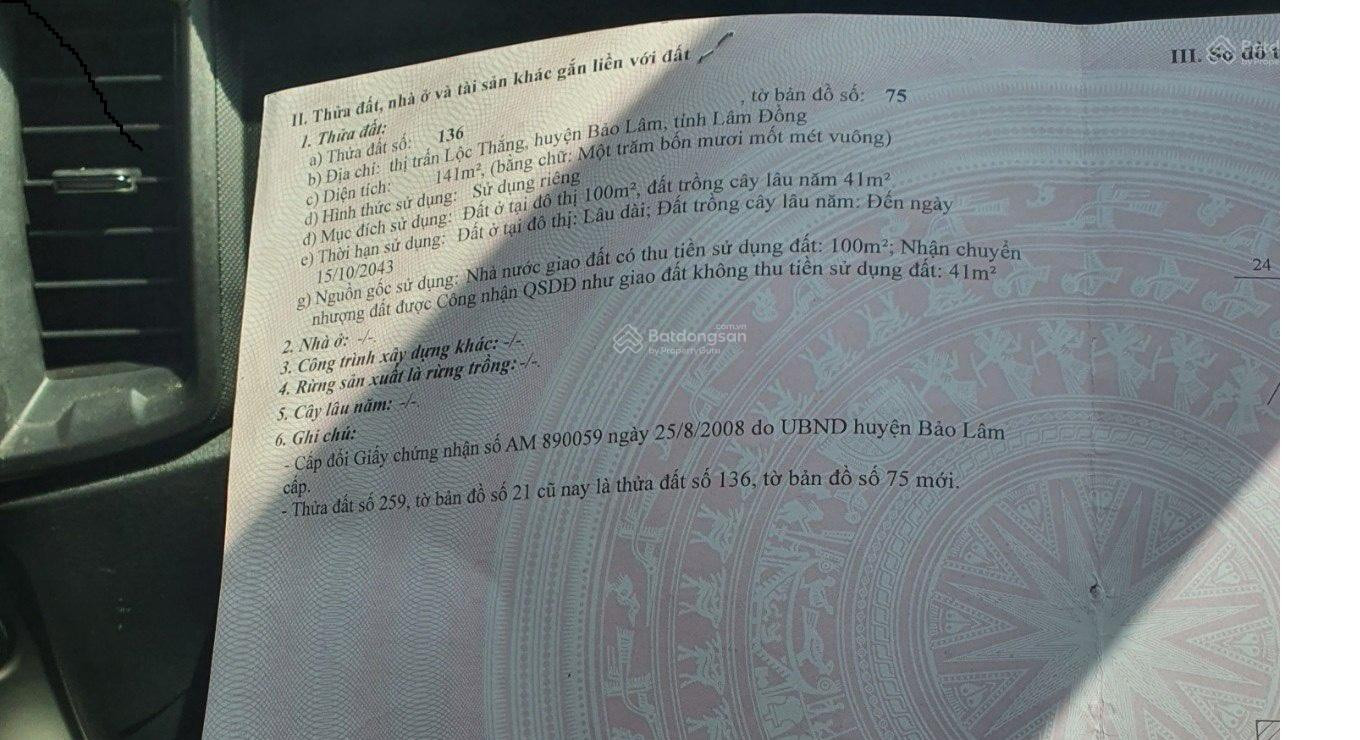 II. Thửa đất, nhà ở và tài sản khác gắn liền với đất
III. Sơ đồ t
1. Thửa đất:
a) Thửa đất số: 136 , tờ bản đồ số: 75
b) Địa chỉ: thị trấn Lộc Thắng, huyện Bảo Lâm, tỉnh Lâm Đồng
c) Diện tích: 141m², (bằng chữ: Một trăm bốn mươi mốt mét vuông)
d) Hình thức sử dụng: Sử dụng riêng
đ) Mục đích sử dụng: Đất ở tại đô thị 100m², đất trồng cây lâu năm 41m²
e) Thời hạn sử dụng: Đất ở tại đô thị: Lâu dài; Đất trồng cây lâu năm: Đến ngày
15/10/2043
g) Nguồn gốc sử dụng: Nhà nước giao đất có thu tiền sử dụng đất: 100m²; Nhận chuyển
nhượng đất được Công nhận QSDĐ như giao đất không thu tiền sử dụng đất: 41m²
2. Nhà ở: -/-.
3. Công trình xây dựng khác: -/-.
4. Rừng sản xuất là rừng trồng: -/-.
5. Cây lâu năm: -/-.
6. Ghi chú:
- Cấp đổi Giấy chứng nhận số AM 890059 ngày 25/8/2008 do UBND huyện Bảo Lâm
cấp.
- Thửa đất số 259, tờ bản đồ số 21 cũ nay là thửa đất số 136, tờ bản đồ số 75 mới.
24
Batdongsan
.com.vn
by PropertyGuru